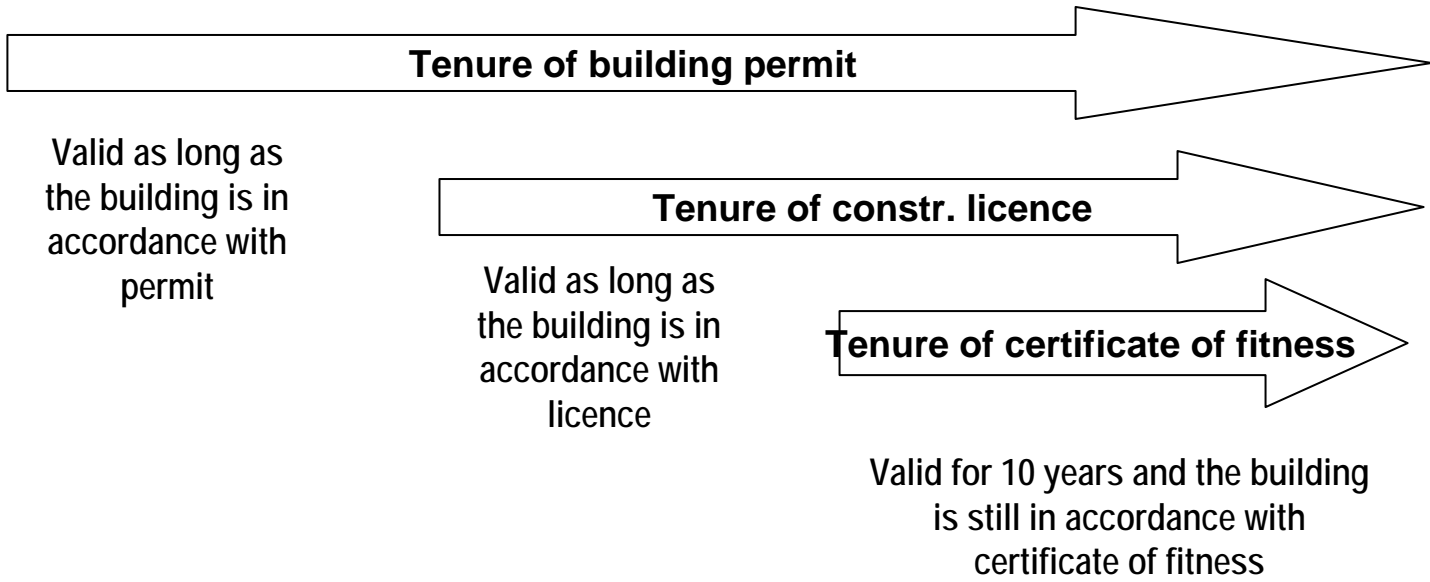 Tenure of building permit
Valid as long as
the building is in
accordance with
permit
Tenure of constr. licence
Valid as long as
the building is in
accordance with
licence
Tenure of certificate of fitness
Valid for 10 years and the building
is still in accordance with
certificate of fitness